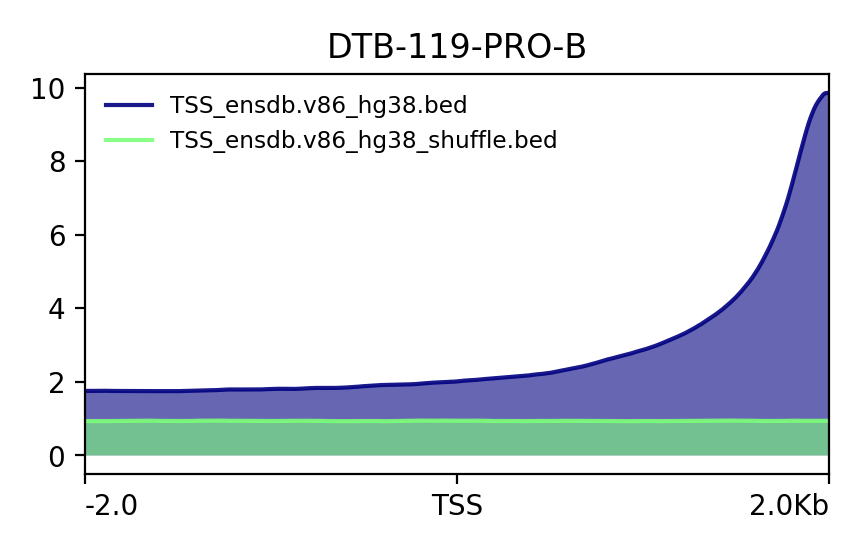 DTB-119-PRO-B
10
8
6
4
2
0
TSS_ensdb.v86_hg38.bed
TSS_ensdb.v86_hg38_shuffle.bed
-2.0 TSS 2.0Kb